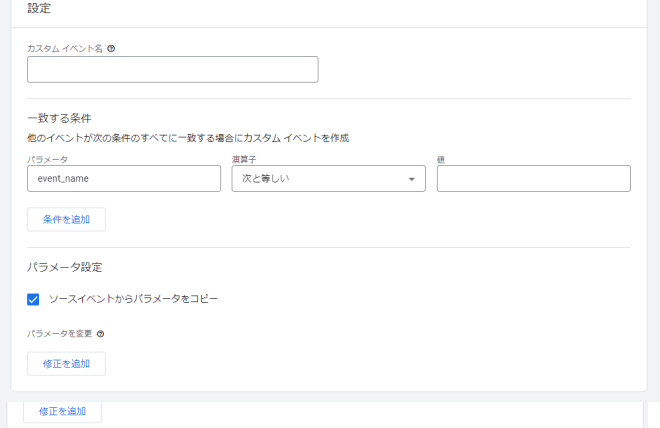 設定
カスタム イベント名
一致する条件
他のイベントが次の条件のすべてに一致する場合にカスタム イベントを作成
パラメータ 演算子 値
event_name 次と等しい
条件を追加
パラメータ設定
ソースイベントからパラメータをコピー
パラメータを変更
修正を追加
修正を追加